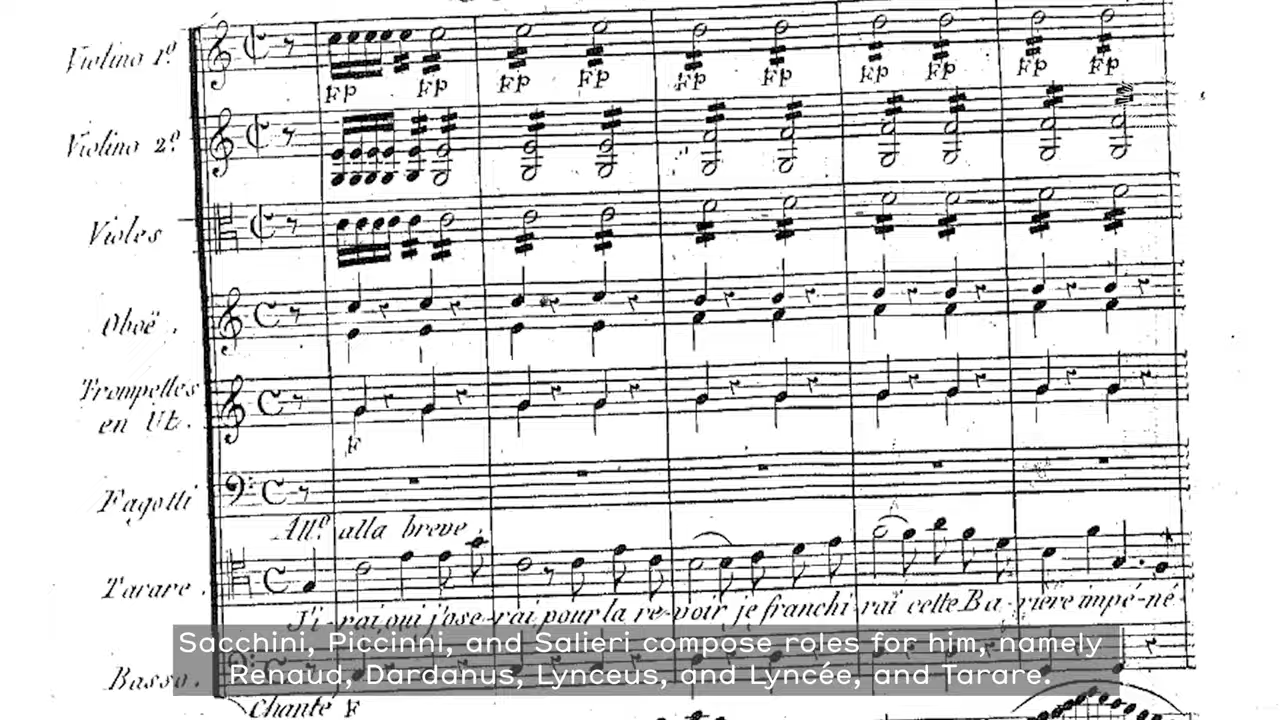 Violino 1º
Fp Fp Fp Fp Fp Fp Fp Fp Fp Fp
Violino 2º
Violes
Oboë.
Trompettes
en Ut.
F
Fagotti
All.º alla breve.
Tarare.
J'i-rai, oui j'ose-rai pour la re-voir je franchi-rai cette Ba-riere impé-né
Sacchini, Piccinni, and Salieri compose roles for him, namely
Renaud, Dardanus, Lynceus, and Lyncée, and Tarare.
Basso.
Chanté F